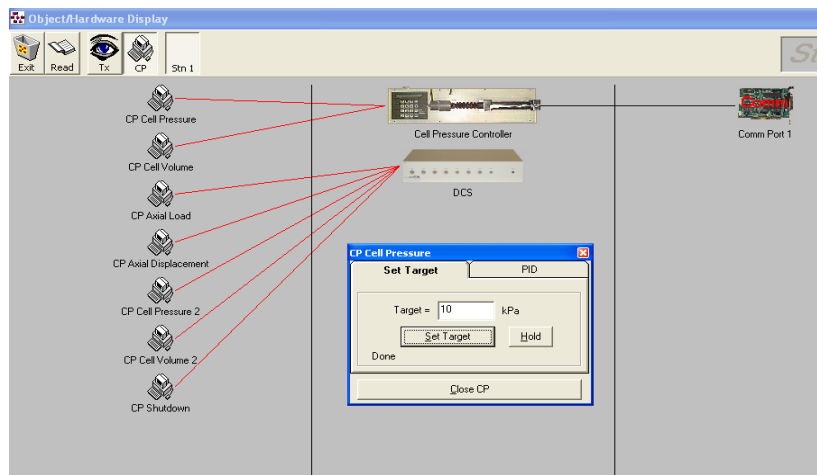 Object/Hardware Display
Exit Read Tx CP Stn 1
St
CP Cell Pressure
CP Cell Volume
CP Axial Load
CP Axial Displacement
CP Cell Pressure 2
CP Cell Volume 2
CP Shutdown
Cell Pressure Controller
DCS
Comm
Comm Port 1
CP Cell Pressure
Set Target PID
Target = 10 kPa
Set Target Hold
Done
Close CP